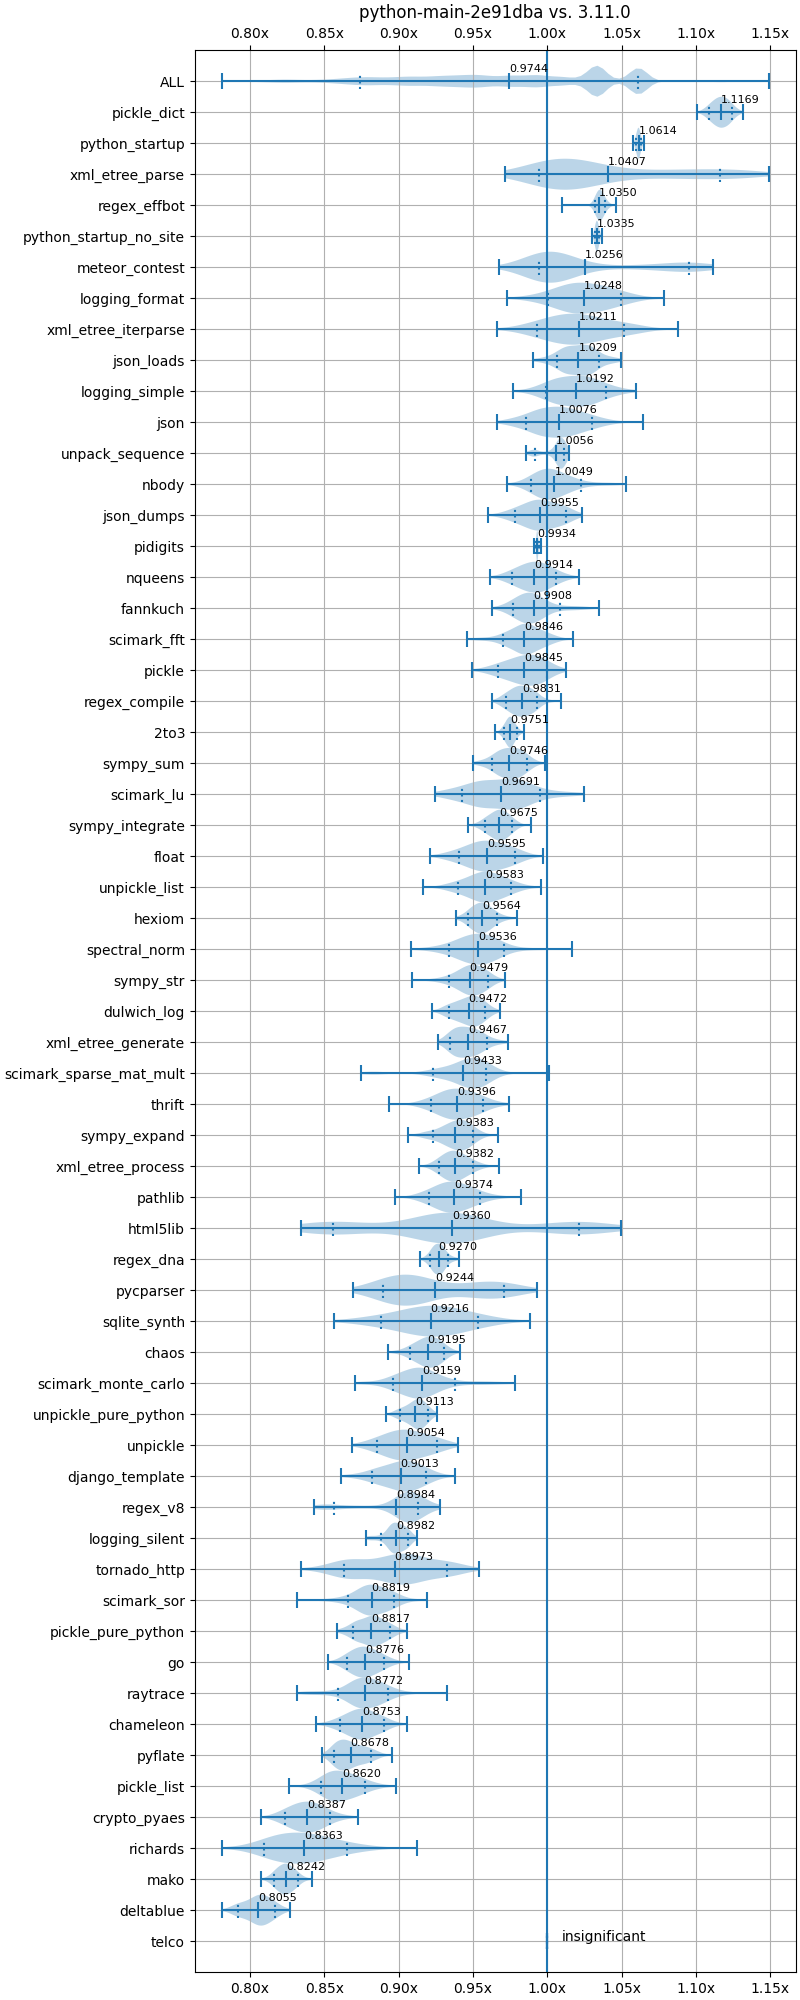 python-main-2e91dba vs. 3.11.0
0.80x 0.85x 0.90x 0.95x 1.00x 1.05x 1.10x 1.15x
ALL 0.9744
pickle_dict 1.1169
python_startup 1.0614
xml_etree_parse 1.0407
regex_effbot 1.0350
python_startup_no_site 1.0335
meteor_contest 1.0256
logging_format 1.0248
xml_etree_iterparse 1.0211
json_loads 1.0209
logging_simple 1.0192
json 1.0076
unpack_sequence 1.0056
nbody 1.0049
json_dumps 0.9955
pidigits 0.9934
nqueens 0.9914
fannkuch 0.9908
scimark_fft 0.9846
pickle 0.9845
regex_compile 0.9831
2to3 0.9751
sympy_sum 0.9746
scimark_lu 0.9691
sympy_integrate 0.9675
float 0.9595
unpickle_list 0.9583
hexiom 0.9564
spectral_norm 0.9536
sympy_str 0.9479
dulwich_log 0.9472
xml_etree_generate 0.9467
scimark_sparse_mat_mult 0.9433
thrift 0.9396
sympy_expand 0.9383
xml_etree_process 0.9382
pathlib 0.9374
html5lib 0.9360
regex_dna 0.9270
pycparser 0.9244
sqlite_synth 0.9216
chaos 0.9195
scimark_monte_carlo 0.9159
unpickle_pure_python 0.9113
unpickle 0.9054
django_template 0.9013
regex_v8 0.8984
logging_silent 0.8982
tornado_http 0.8973
scimark_sor 0.8819
pickle_pure_python 0.8817
go 0.8776
raytrace 0.8772
chameleon 0.8753
pyflate 0.8678
pickle_list 0.8620
crypto_pyaes 0.8387
richards 0.8363
mako 0.8242
deltablue 0.8055
telco insignificant
0.80x 0.85x 0.90x 0.95x 1.00x 1.05x 1.10x 1.15x